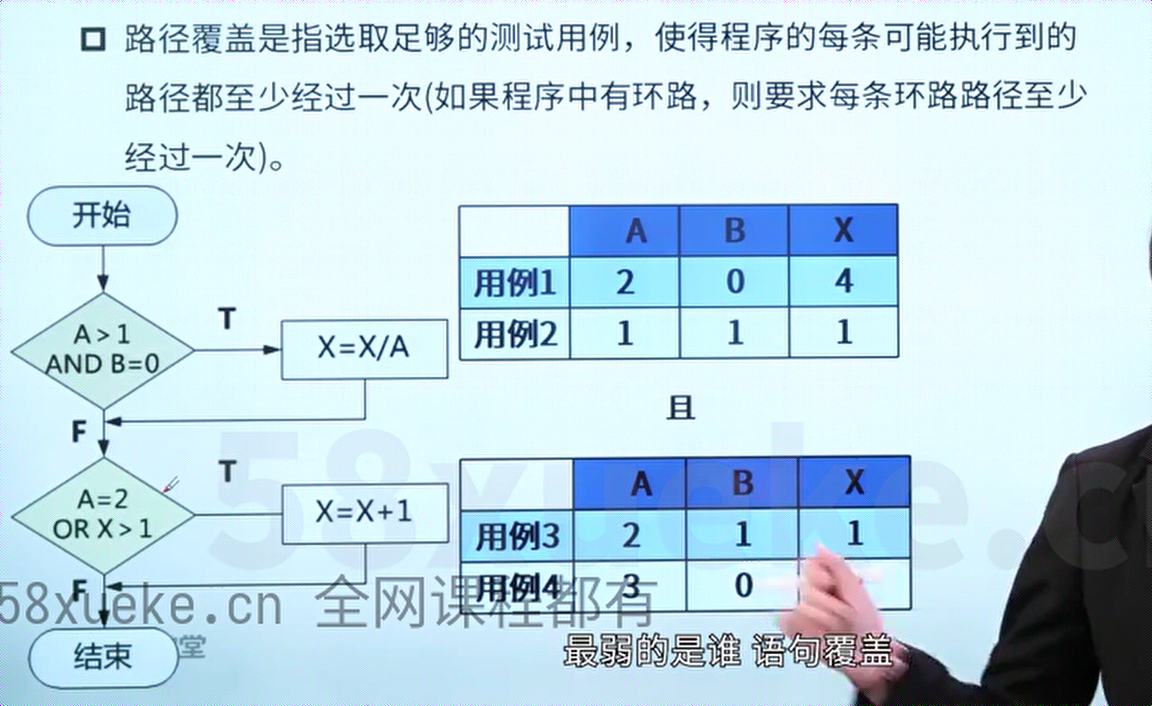 路径覆盖是指选取足够的测试用例，使得程序的每条可能执行到的
路径都至少经过一次(如果程序中有环路，则要求每条环路路径至少
经过一次)。
开始
A>1
AND B=0
T
X=X/A
F
A=2
OR X>1
T
X=X+1
F
结束
A B X
用例1 2 0 4
用例2 1 1 1
且
A B X
用例3 2 1 1
用例4 3 0
58xueke.cn 全网课程都有
堂
58xueke.c
最弱的是谁 语句覆盖